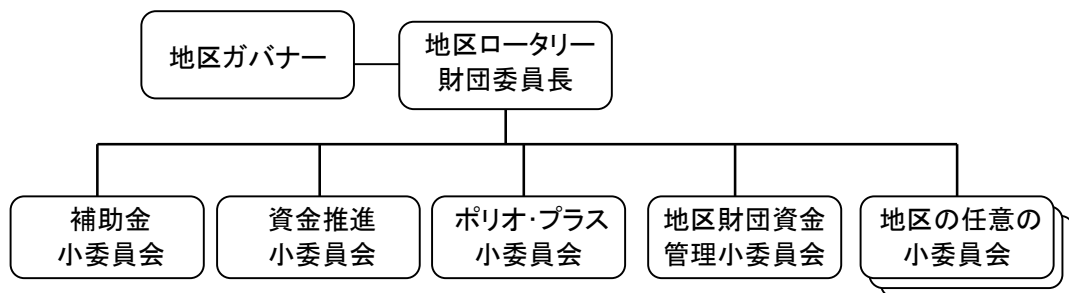 地区ガバナー
地区ロータリー
財団委員長
補助金
小委員会
資金推進
小委員会
ポリオ・プラス
小委員会
地区財団資金
管理小委員会
地区の任意の
小委員会